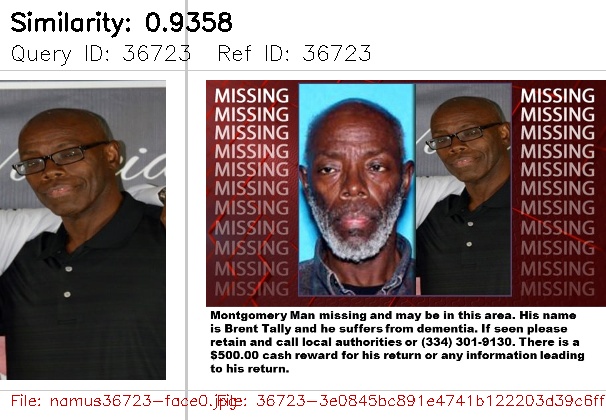 Similarity: 0.9358
Query ID: 36723 Ref ID: 36723
MISSING MISSING
MISSING MISSING
MISSING MISSING
MISSING MISSING
MISSING MISSING
MISSING MISSING
MISSING MISSING
MISSING MISSING
MISSING MISSING
MISSING MISSING
MISSING MISSING
Montgomery Man missing and may be in this area. His name
is Brent Tally and he suffers from dementia. If seen please
retain and call local authorities or (334) 301-9130. There is a
$500.00 cash reward for his return or any information leading
to his return.
File: namus36723-face0.jpg File: 36723-3e0845bc891e4741b122203d39c6ff